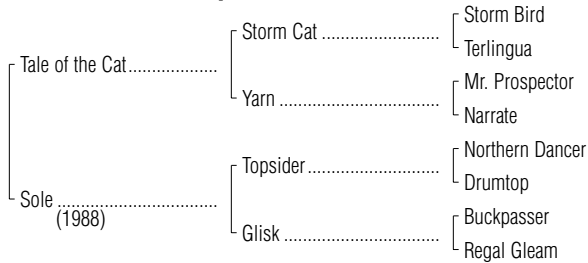 Storm Bird
Storm Cat ..............................
Terlingua
Tale of the Cat..................
Mr. Prospector
Yarn .........................................
Narrate
Northern Dancer
Topsider..................................
Drumtop
Sole ...........................................
(1988)
Buckpasser
Glisk ........................................
Regal Gleam